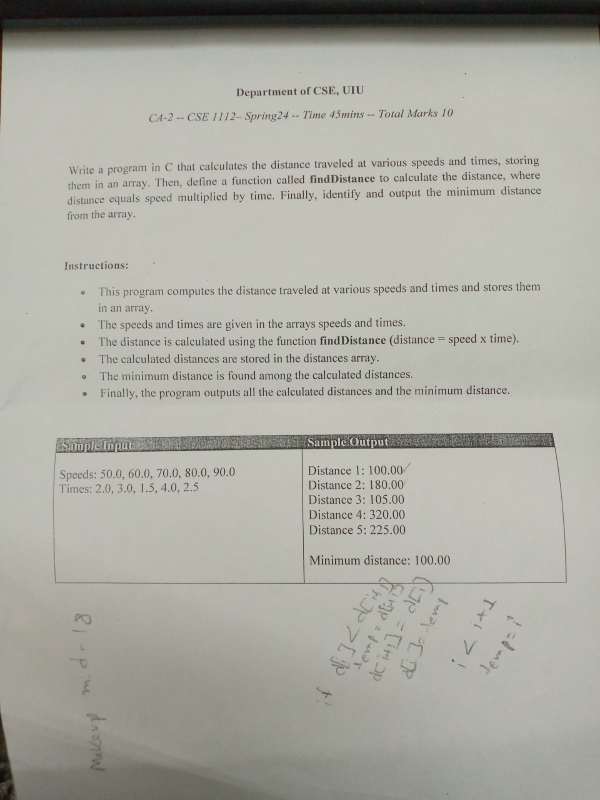 Department of CSE, UIU
CA-2 -- CSE 1112– Spring24 -- Time 45mins -- Total Marks 10
Write a program in C that calculates the distance traveled at various speeds and times, storing
them in an array. Then, define a function called findDistance to calculate the distance, where
distance equals speed multiplied by time. Finally, identify and output the minimum distance
from the array.
Instructions:
• This program computes the distance traveled at various speeds and times and stores them
in an array.
• The speeds and times are given in the arrays speeds and times.
• The distance is calculated using the function findDistance (distance = speed x time).
• The calculated distances are stored in the distances array.
• The minimum distance is found among the calculated distances.
• Finally, the program outputs all the calculated distances and the minimum distance.
Sample Input
Speeds: 50.0, 60.0, 70.0, 80.0, 90.0
Times: 2.0, 3.0, 1.5, 4.0, 2.5
Sample Output
Distance 1: 100.00
Distance 2: 180.00
Distance 3: 105.00
Distance 4: 320.00
Distance 5: 225.00
Minimum distance: 100.00
if d[i] < d[i+1]
temp = d[i+1]
d[i+1] = d[i]
d[i] = temp
i < i+1
temp = i
Makeup mid - 18